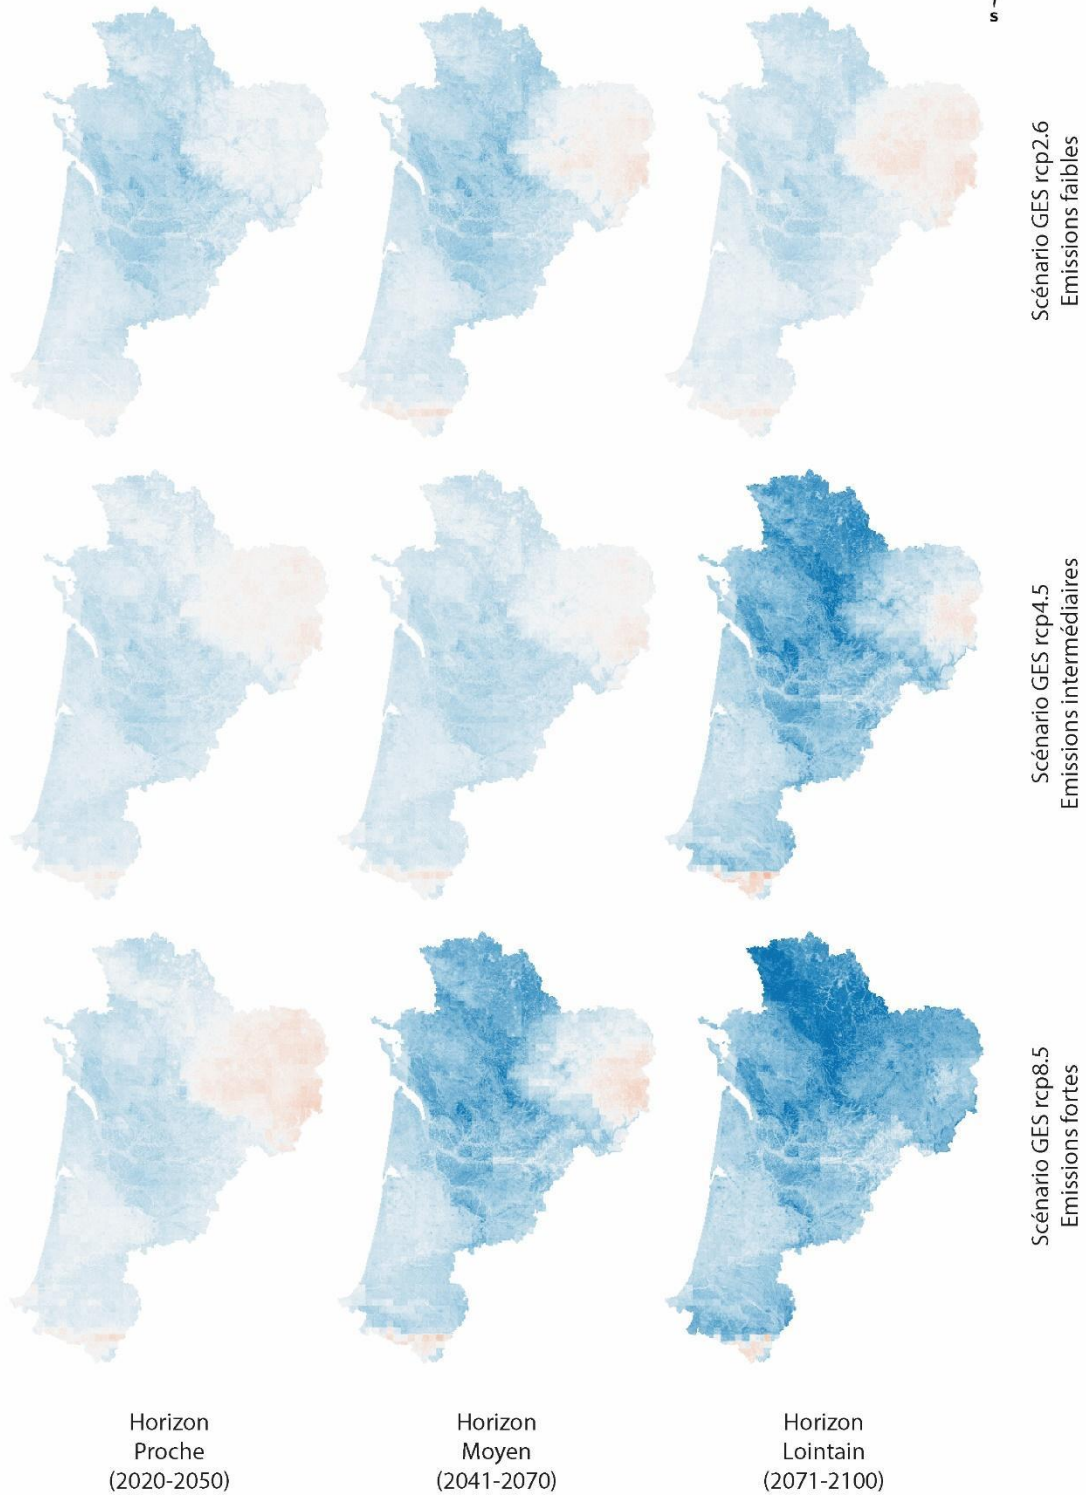 s
Scénario GES rcp2.6
Emissions faibles
Scénario GES rcp4.5
Emissions intermédiaires
Scénario GES rcp8.5
Emissions fortes
Horizon
Proche
(2020-2050)
Horizon
Moyen
(2041-2070)
Horizon
Lointain
(2071-2100)